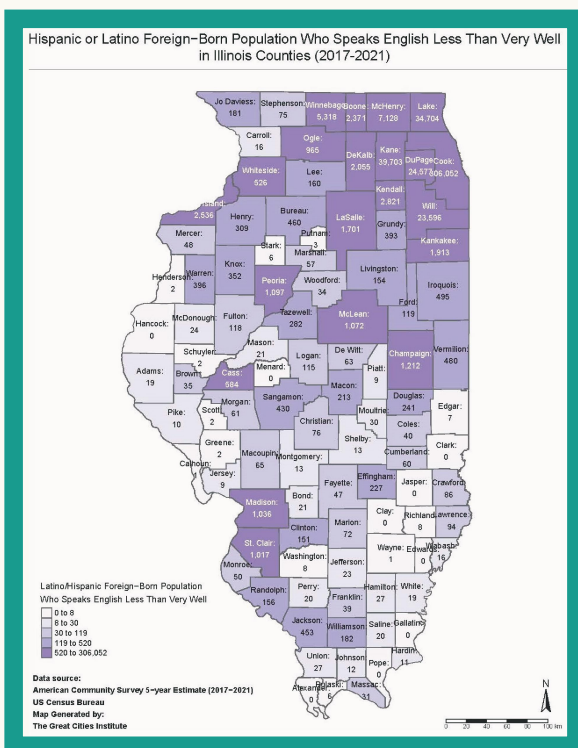 Hispanic or Latino Foreign-Born Population Who Speaks English Less Than Very Well
in Illinois Counties (2017-2021)
Jo Daviess:
181
Stephenson:
75
Winnebago:
5,318
Boone:
2,371
McHenry:
7,128
Lake:
34,704
Carroll:
16
Ogle:
965
DeKalb:
2,055
Kane:
39,703
DuPage:
24,577
Cook:
306,052
Whiteside:
526
Lee:
160
Kendall:
2,821
Will:
23,596
2,536
Henry:
309
Bureau:
460
LaSalle:
1,701
Grundy:
393
Kankakee:
1,913
Mercer:
48
Stark:
6
Putnam:
3
Marshall:
57
Henderson:
2
Warren:
396
Knox:
352
Peoria:
1,097
Woodford:
34
Livingston:
154
Ford:
119
Iroquois:
495
Hancock:
0
McDonough:
24
Fulton:
118
Tazewell:
282
McLean:
1,072
Mason:
21
Schuyler:
2
Logan:
115
De Witt:
63
Piatt:
9
Champaign:
1,212
Vermilion:
480
Adams:
19
Brown:
35
Cass:
584
Menard:
0
Macon:
213
Douglas:
241
Edgar:
7
Pike:
10
Scott:
2
Morgan:
61
Sangamon:
430
Christian:
76
Moultrie:
30
Coles:
40
Shelby:
13
Clark:
0
Greene:
2
Macoupin:
65
Montgomery:
13
Cumberland:
60
Calhoun:
Jersey:
9
Fayette:
47
Effingham:
227
Jasper:
0
Crawford:
86
Madison:
1,036
Bond:
21
Clay:
0
Richland:
8
Lawrence:
94
St. Clair:
1,017
Clinton:
151
Marion:
72
Monroe:
50
Washington:
8
Jefferson:
23
Wayne:
1
Edwards:
0
Wabash:
16
Randolph:
156
Perry:
20
Franklin:
39
Hamilton:
27
White:
19
Jackson:
453
Williamson:
182
Saline:
20
Gallatin:
0
Union:
27
Johnson:
12
Pope:
0
Hardin:
11
Alexander:
0
Pulaski:
6
Massac:
31
Latino/Hispanic Foreign-Born Population
Who Speaks English Less Than Very Well
0 to 8
8 to 30
30 to 119
119 to 520
520 to 306,052
Data source:
American Community Survey 5-year Estimate (2017-2021)
US Census Bureau
Map Generated by:
The Great Cities Institute
N
0 20 40 60 80 100 km